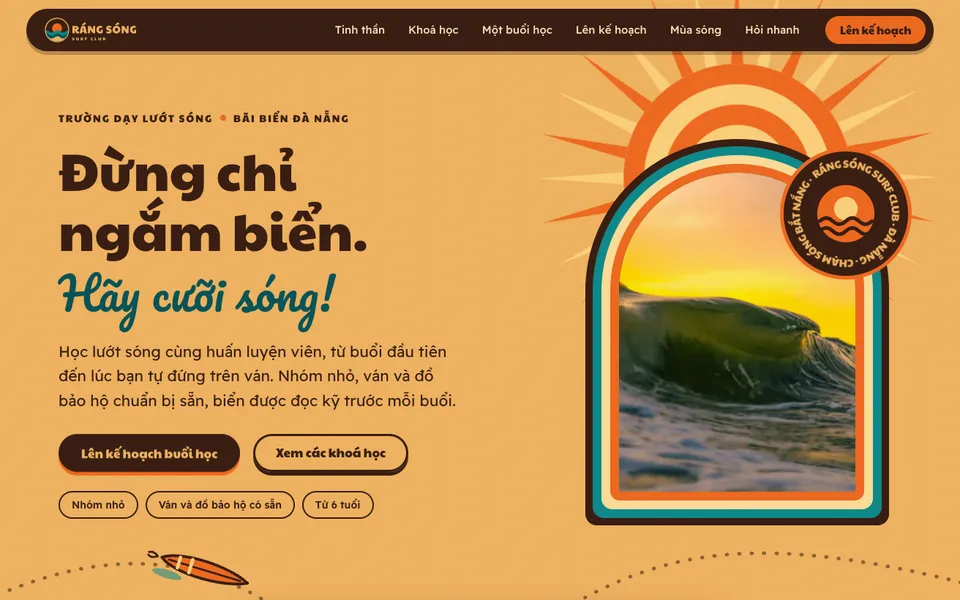 RÁNG SÓNG
SURF CLUB
Tinh thần
Khoá học
Một buổi học
Lên kế hoạch
Mùa sóng
Hỏi nhanh
Lên kế hoạch
TRƯỜNG DẠY LƯỚT SÓNG • BÃI BIỂN ĐÀ NẴNG
Đừng chỉ
ngắm biển.
Hãy cưỡi sóng!
Học lướt sóng cùng huấn luyện viên, từ buổi đầu tiên
đến lúc bạn tự đứng trên ván. Nhóm nhỏ, ván và đồ
bảo hộ chuẩn bị sẵn, biển được đọc kỹ trước mỗi buổi.
Lên kế hoạch buổi học
Xem các khoá học
Nhóm nhỏ
Ván và đồ bảo hộ có sẵn
Từ 6 tuổi
RÁNG SÓNG SURF CLUB · ĐÀ NẴNG · CHẠM SÓNG BẮT NẮNG ·